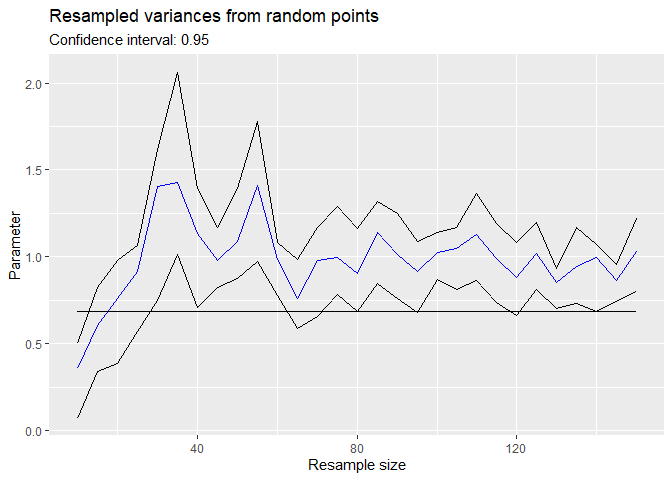 Resampled variances from random points
Confidence interval: 0.95
2.0
1.5
1.0
0.5
0.0
Parameter
40 80 120
Resample size